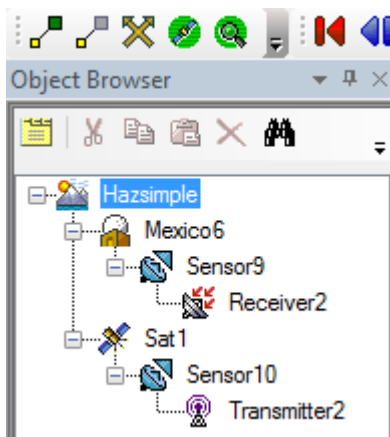 Object Browser
Hazsimple
Mexico6
Sensor9
Receiver2
Sat1
Sensor10
Transmitter2